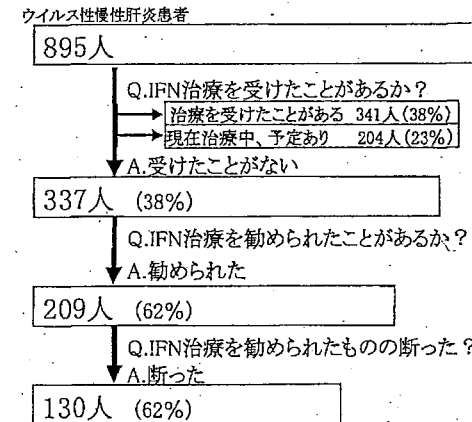 ウイルス性慢性肝炎患者
895人
Q.IFN治療を受けたことがあるか？
治療を受けたことがある 341人(38%)
現在治療中、予定あり 204人(23%)
A.受けたことがない
337人 (38%)
Q.IFN治療を勧められたことがあるか？
A.勧められた
209人 (62%)
Q.IFN治療を勧められたものの断った？
A.断った
130人 (62%)